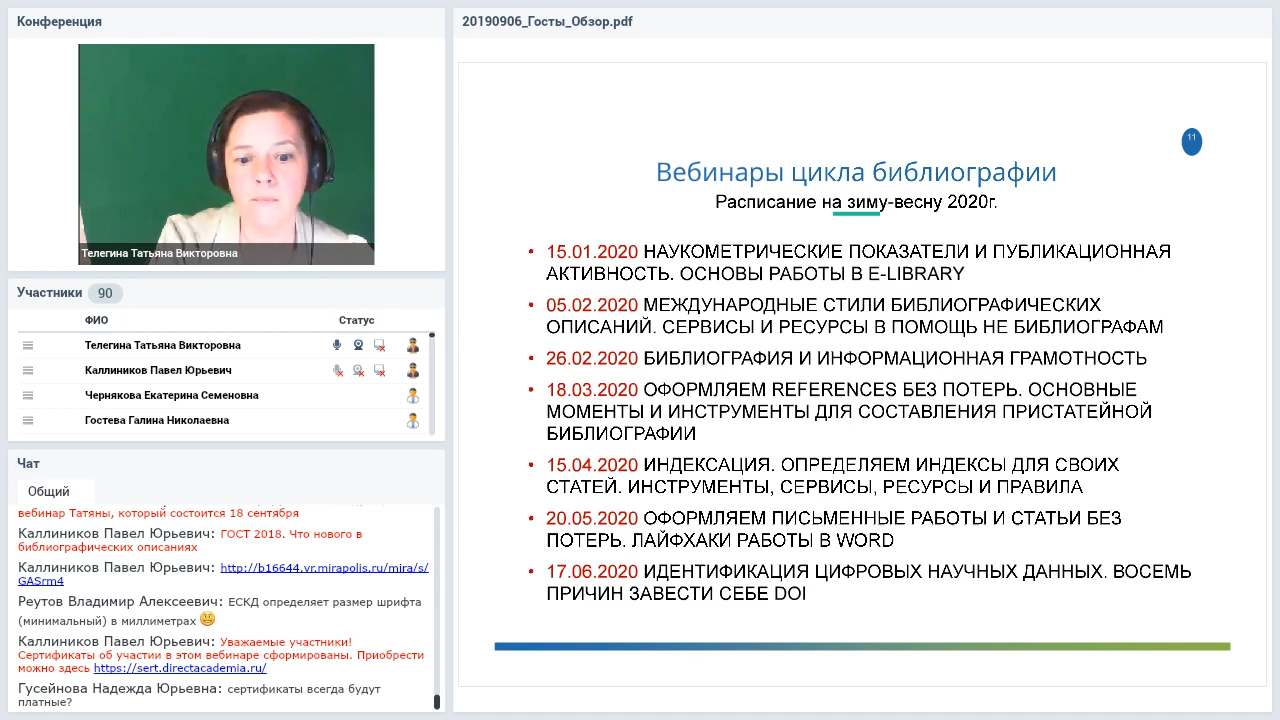 Конференция
Телегина Татьяна Викторовна
Участники 90
ФИО Статус
Телегина Татьяна Викторовна
Каллиников Павел Юрьевич
Чернякова Екатерина Семеновна
Гостева Галина Николаевна
Чат
Общий
вебинар Татяны, который состоится 18 сентября
Каллиников Павел Юрьевич: ГОСТ 2018. Что нового в
библиографических описаниях
Каллиников Павел Юрьевич: http://b16644.vr.mirapolis.ru/mira/s/
GASrm4
Реутов Владимир Алексеевич: ЕСКД определяет размер шрифта
(минимальный) в миллиметрах
Каллиников Павел Юрьевич: Уважаемые участники!
Сертификаты об участии в этом вебинаре сформированы. Приобрести
можно здесь https://sert.directacademia.ru/
Гусейнова Надежда Юрьевна: сертификаты всегда будут
платные?
20190906_Госты_Обзор.pdf
11
Вебинары цикла библиографии
Расписание на зиму-весну 2020г.
• 15.01.2020 НАУКОМЕТРИЧЕСКИЕ ПОКАЗАТЕЛИ И ПУБЛИКАЦИОННАЯ
АКТИВНОСТЬ. ОСНОВЫ РАБОТЫ В E-LIBRARY
• 05.02.2020 МЕЖДУНАРОДНЫЕ СТИЛИ БИБЛИОГРАФИЧЕСКИХ
ОПИСАНИЙ. СЕРВИСЫ И РЕСУРСЫ В ПОМОЩЬ НЕ БИБЛИОГРАФАМ
• 26.02.2020 БИБЛИОГРАФИЯ И ИНФОРМАЦИОННАЯ ГРАМОТНОСТЬ
• 18.03.2020 ОФОРМЛЯЕМ REFERENCES БЕЗ ПОТЕРЬ. ОСНОВНЫЕ
МОМЕНТЫ И ИНСТРУМЕНТЫ ДЛЯ СОСТАВЛЕНИЯ ПРИСТАТЕЙНОЙ
БИБЛИОГРАФИИ
• 15.04.2020 ИНДЕКСАЦИЯ. ОПРЕДЕЛЯЕМ ИНДЕКСЫ ДЛЯ СВОИХ
СТАТЕЙ. ИНСТРУМЕНТЫ, СЕРВИСЫ, РЕСУРСЫ И ПРАВИЛА
• 20.05.2020 ОФОРМЛЯЕМ ПИСЬМЕННЫЕ РАБОТЫ И СТАТЬИ БЕЗ
ПОТЕРЬ. ЛАЙФХАКИ РАБОТЫ В WORD
• 17.06.2020 ИДЕНТИФИКАЦИЯ ЦИФРОВЫХ НАУЧНЫХ ДАННЫХ. ВОСЕМЬ
ПРИЧИН ЗАВЕСТИ СЕБЕ DOI